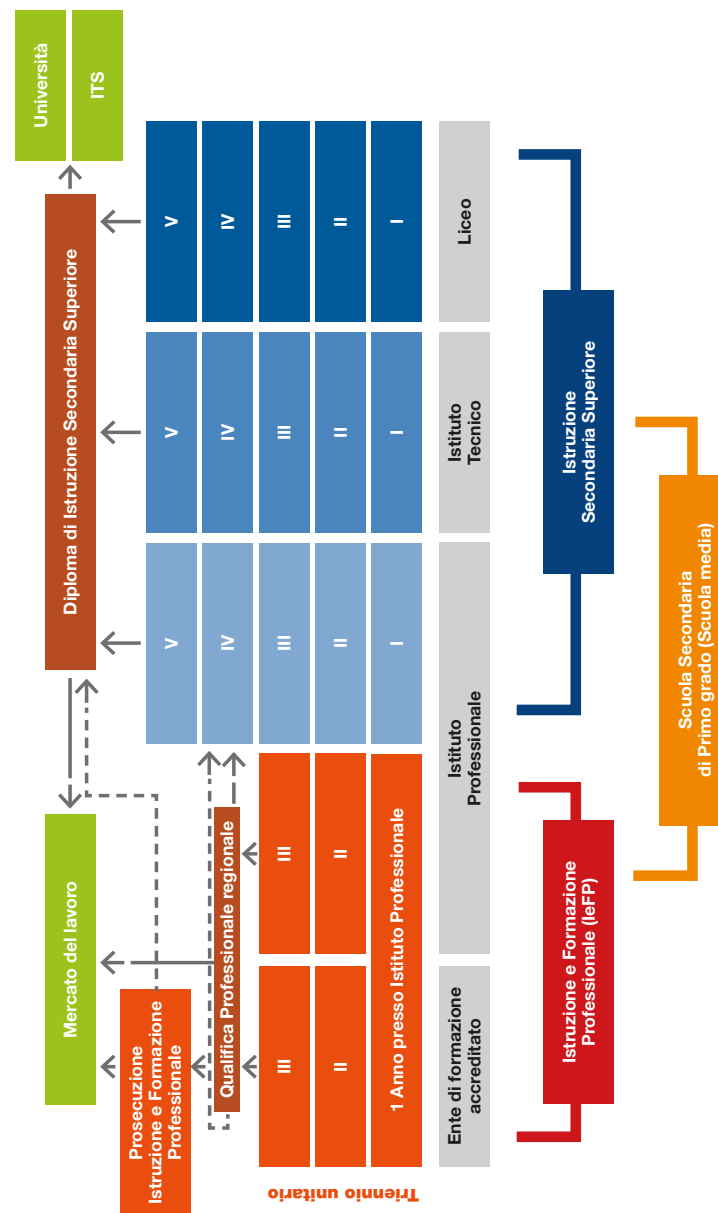 Mercato del lavoro
Diploma di Istruzione Secondaria Superiore
Università
ITS
Prosecuzione
Istruzione e Formazione
Professionale
Qualifica Professionale regionale
Triennio unitario
III
III
II
II
1 Anno presso Istituto Professionale
V
V
V
IV
IV
IV
III
III
III
II
II
II
I
I
I
Ente di formazione
accreditato
Istituto
Professionale
Istituto
Tecnico
Liceo
Istruzione e Formazione
Professionale (IeFP)
Istruzione
Secondaria Superiore
Scuola Secondaria
di Primo grado (Scuola media)